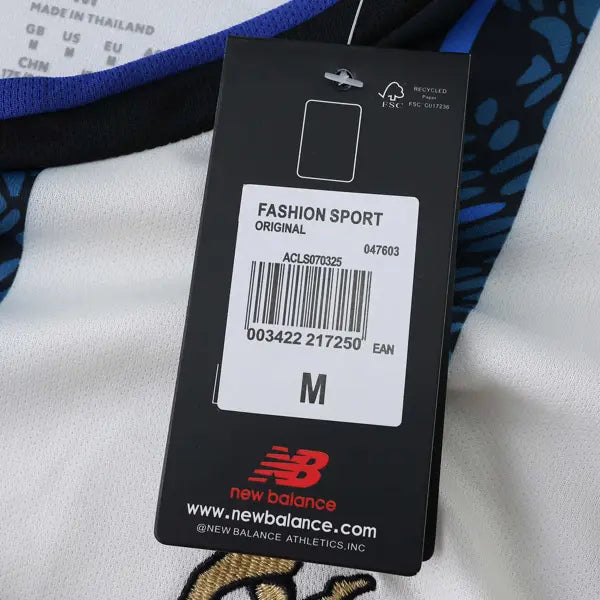 MADE IN THAILAND
GB US EU
M M M
CHN
RECYCLED
Paper
FSC FSC® C017236
FASHION SPORT
ORIGINAL
047603
ACLS070325
003422 217250 EAN
M
NB
new balance
www.newbalance.com
@NEW BALANCE ATHLETICS,INC